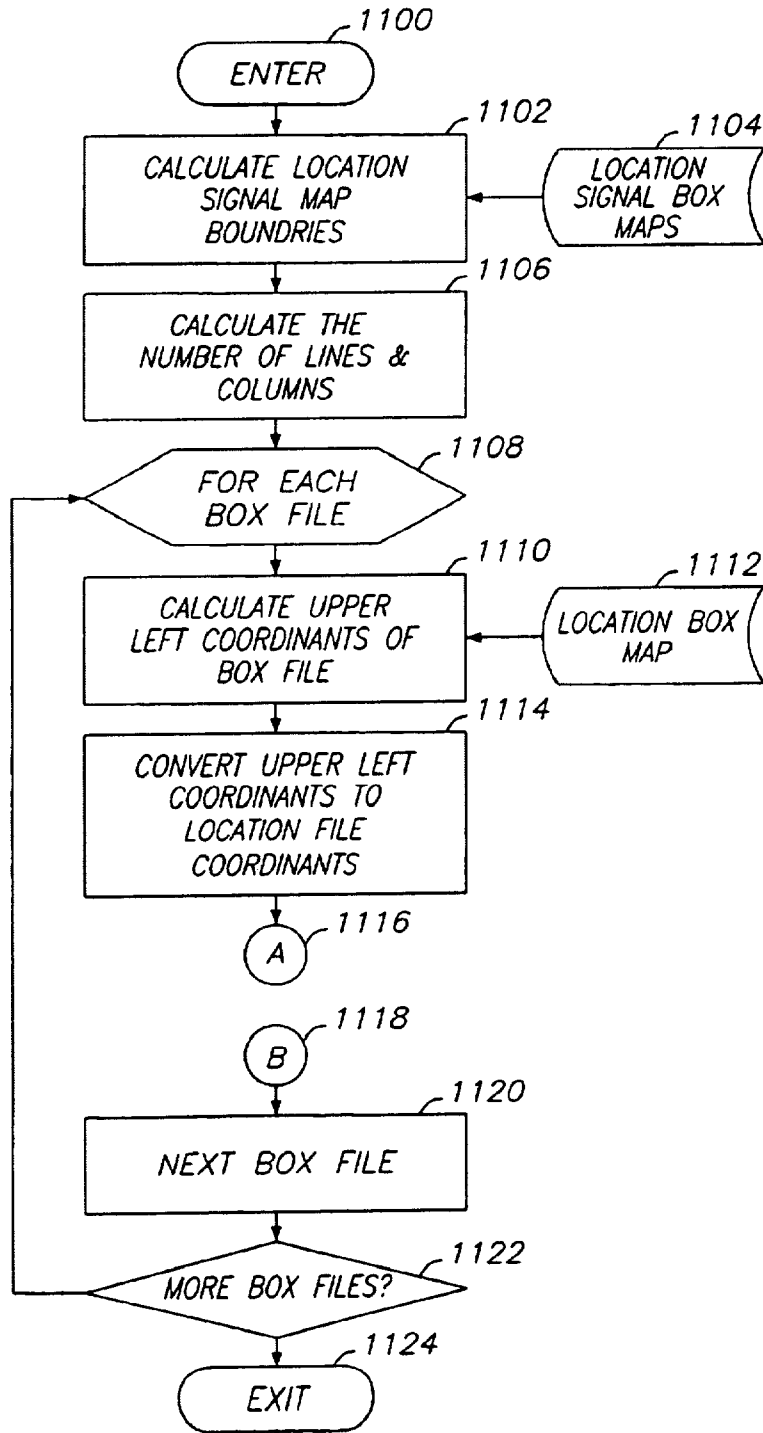 1100
ENTER
1102
CALCULATE LOCATION
SIGNAL MAP
BOUNDRIES
1104
LOCATION
SIGNAL BOX
MAPS
1106
CALCULATE THE
NUMBER OF LINES &
COLUMNS
1108
FOR EACH
BOX FILE
1110
CALCULATE UPPER
LEFT COORDINANTS OF
BOX FILE
1112
LOCATION BOX
MAP
1114
CONVERT UPPER LEFT
COORDINANTS TO
LOCATION FILE
COORDINANTS
1116
A
1118
B
1120
NEXT BOX FILE
1122
MORE BOX FILES?
1124
EXIT